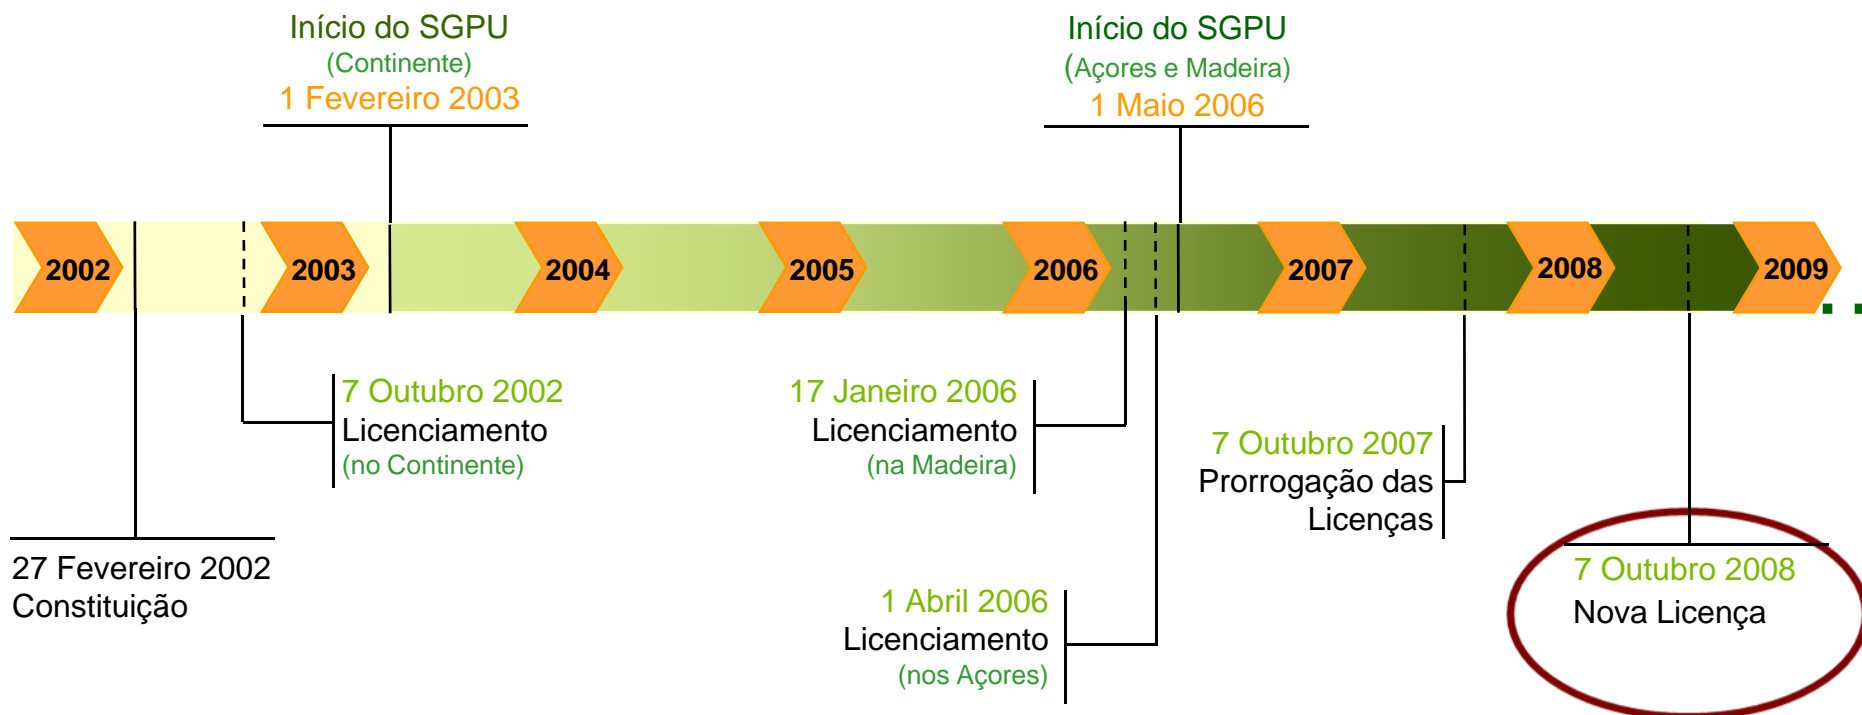 Início do SGPU
(Continente)
1 Fevereiro 2003
Início do SGPU
(Açores e Madeira)
1 Maio 2006
2002
2003
2004
2005
2006
2007
2008
2009
7 Outubro 2002
Licenciamento
(no Continente)
17 Janeiro 2006
Licenciamento
(na Madeira)
7 Outubro 2007
Prorrogação das
Licenças
27 Fevereiro 2002
Constituição
7 Outubro 2008
Nova Licença
1 Abril 2006
Licenciamento
(nos Açores)